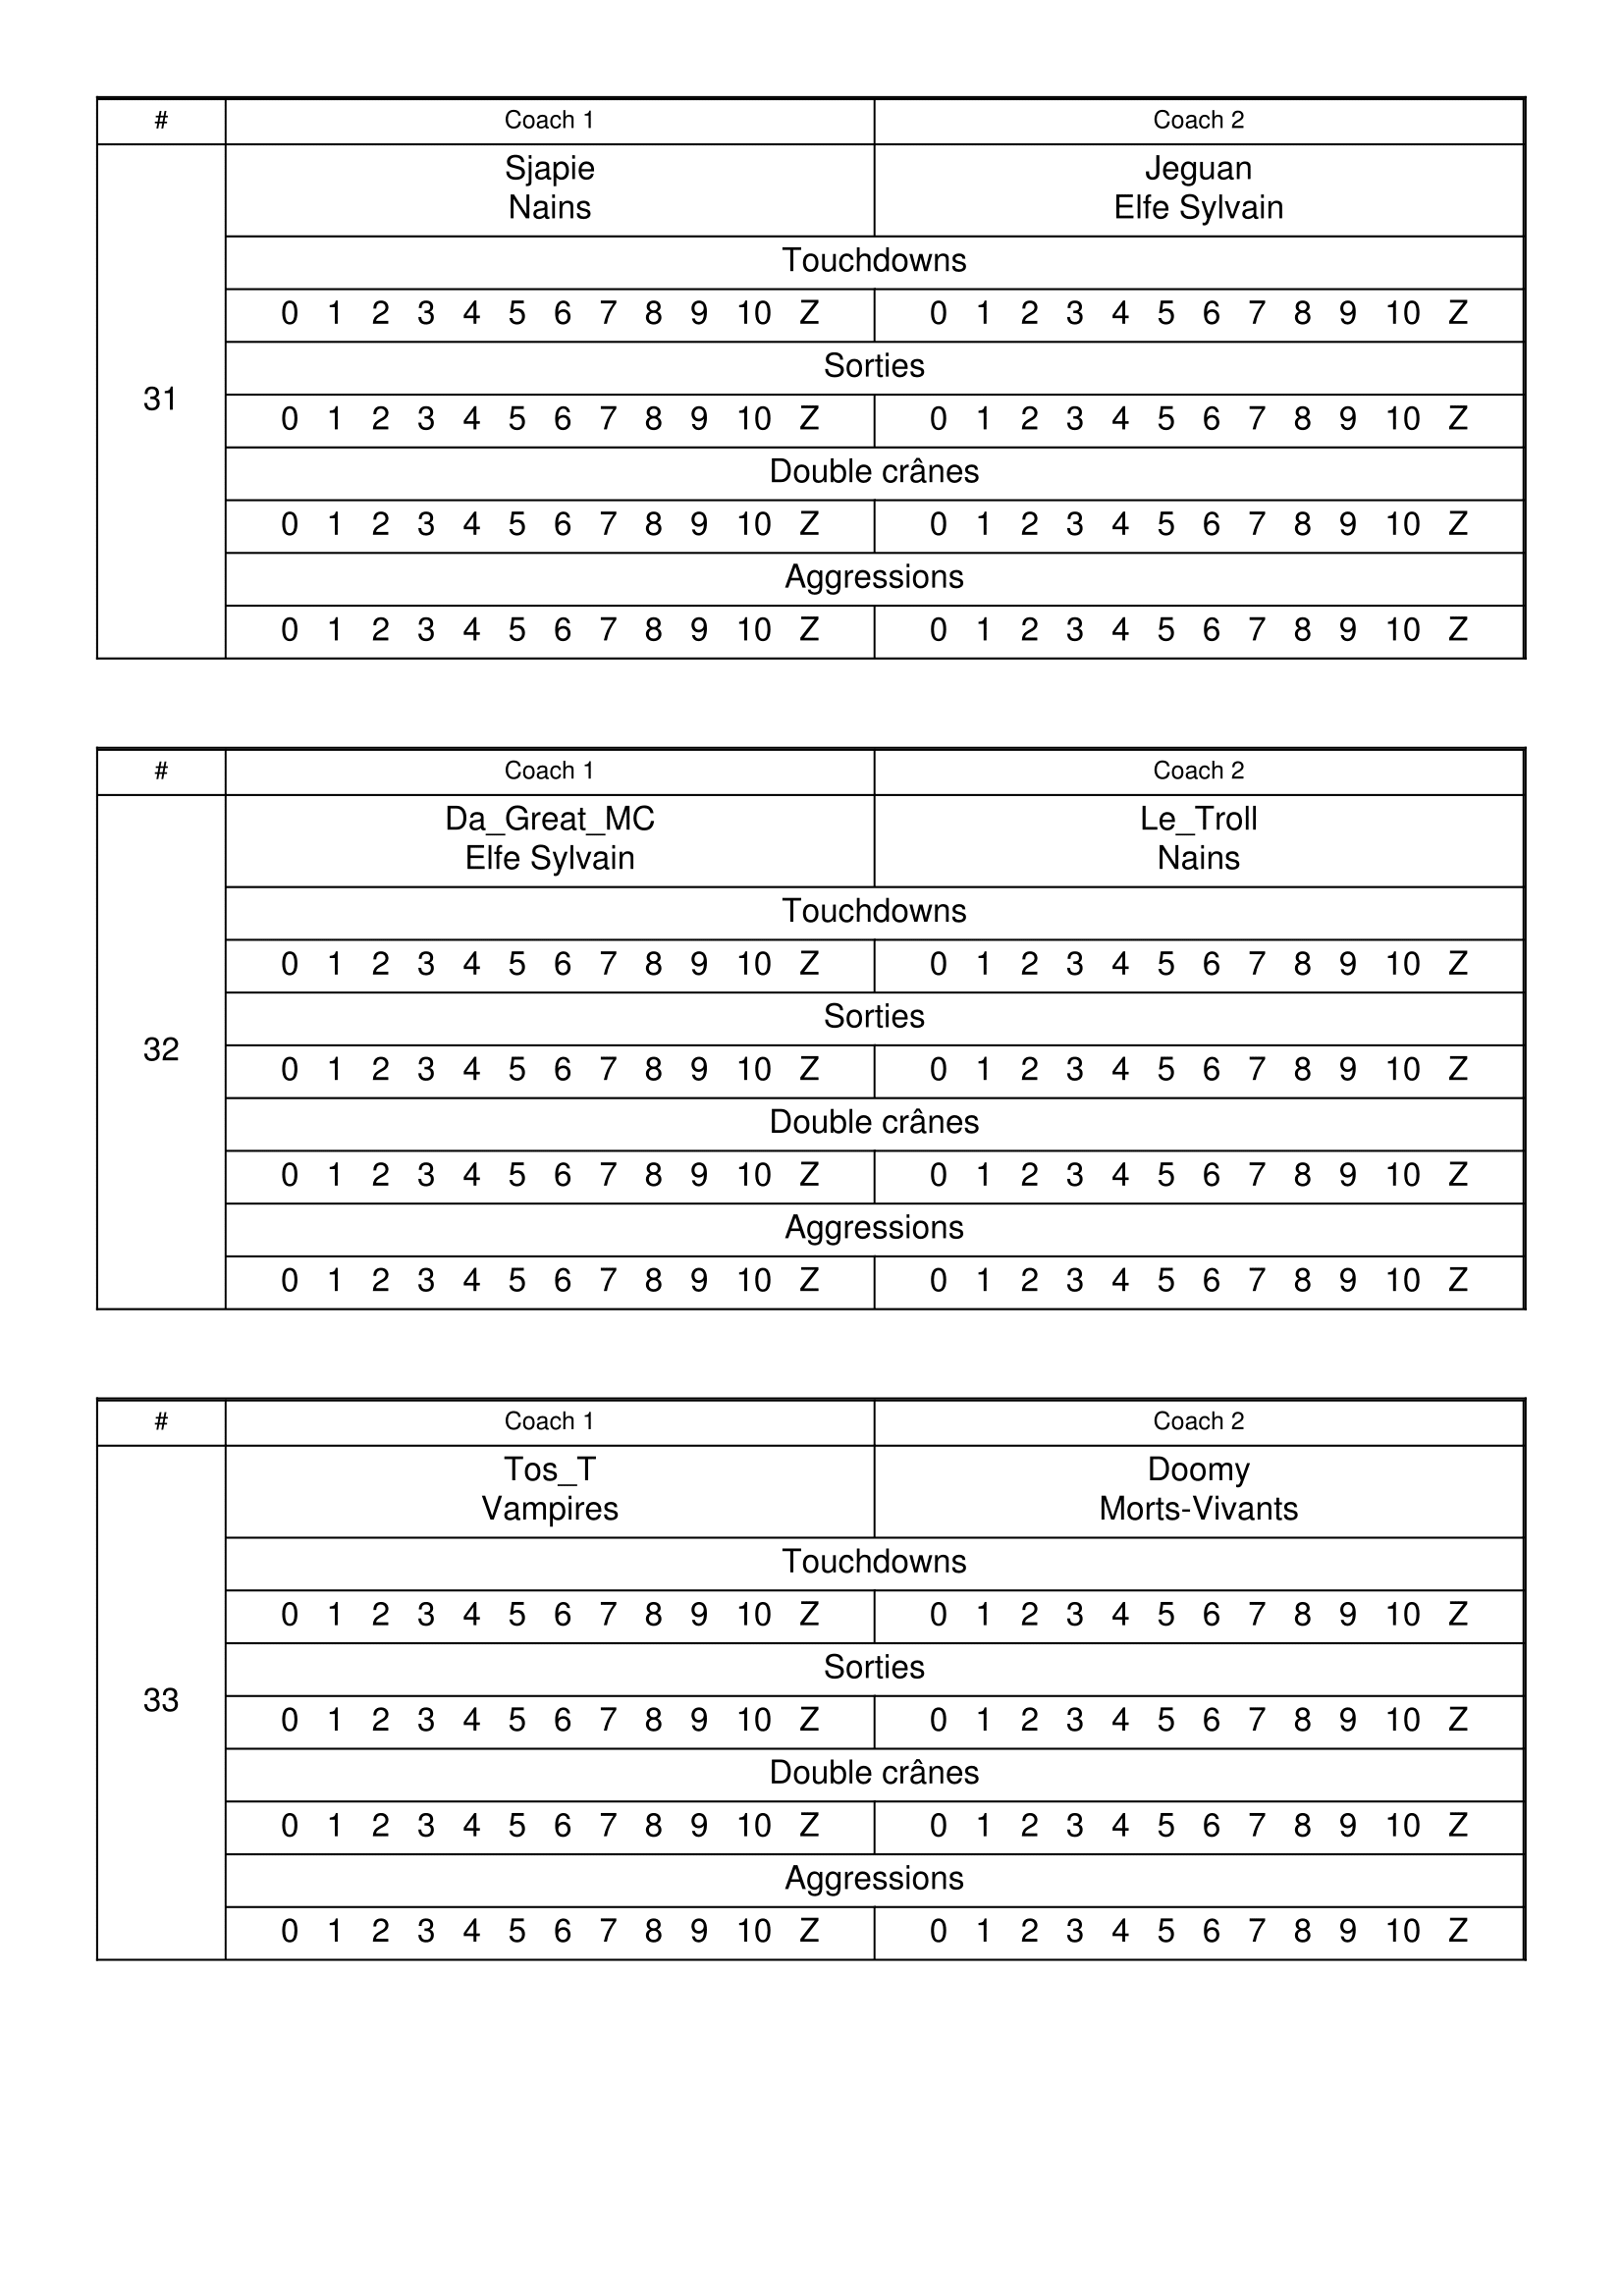 # Coach 1 Coach 2
Sjapie Jeguan
Nains Elfe Sylvain
Touchdowns
0 1 2 3 4 5 6 7 8 9 10 Z 0 1 2 3 4 5 6 7 8 9 10 Z
Sorties
31
0 1 2 3 4 5 6 7 8 9 10 Z 0 1 2 3 4 5 6 7 8 9 10 Z
Double crânes
0 1 2 3 4 5 6 7 8 9 10 Z 0 1 2 3 4 5 6 7 8 9 10 Z
Aggressions
0 1 2 3 4 5 6 7 8 9 10 Z 0 1 2 3 4 5 6 7 8 9 10 Z
# Coach 1 Coach 2
Da_Great_MC Le_Troll
Elfe Sylvain Nains
Touchdowns
0 1 2 3 4 5 6 7 8 9 10 Z 0 1 2 3 4 5 6 7 8 9 10 Z
Sorties
32
0 1 2 3 4 5 6 7 8 9 10 Z 0 1 2 3 4 5 6 7 8 9 10 Z
Double crânes
0 1 2 3 4 5 6 7 8 9 10 Z 0 1 2 3 4 5 6 7 8 9 10 Z
Aggressions
0 1 2 3 4 5 6 7 8 9 10 Z 0 1 2 3 4 5 6 7 8 9 10 Z
# Coach 1 Coach 2
Tos_T Doomy
Vampires Morts-Vivants
Touchdowns
0 1 2 3 4 5 6 7 8 9 10 Z 0 1 2 3 4 5 6 7 8 9 10 Z
Sorties
33
0 1 2 3 4 5 6 7 8 9 10 Z 0 1 2 3 4 5 6 7 8 9 10 Z
Double crânes
0 1 2 3 4 5 6 7 8 9 10 Z 0 1 2 3 4 5 6 7 8 9 10 Z
Aggressions
0 1 2 3 4 5 6 7 8 9 10 Z 0 1 2 3 4 5 6 7 8 9 10 Z